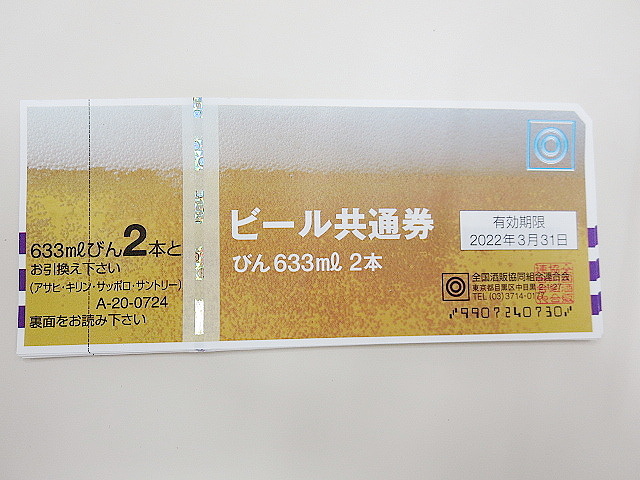 633mlびん2本と
お引換え下さい
(アサヒ・キリン・サッポロ・サントリー)
A-20-0724
裏面をお読み下さい
ビール共通券
びん633ml 2本
有効期限
2022年3月31日
全国酒販協同組合連合会
東京都目黒区中目黒2-1-27
TEL (03) 3714-0172
9907240730